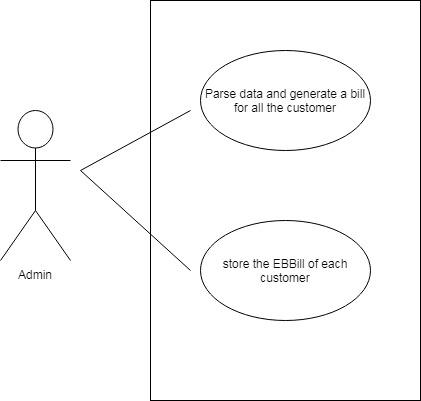 Parse data and generate a bill
for all the customer
Admin
store the EBBill of each
customer